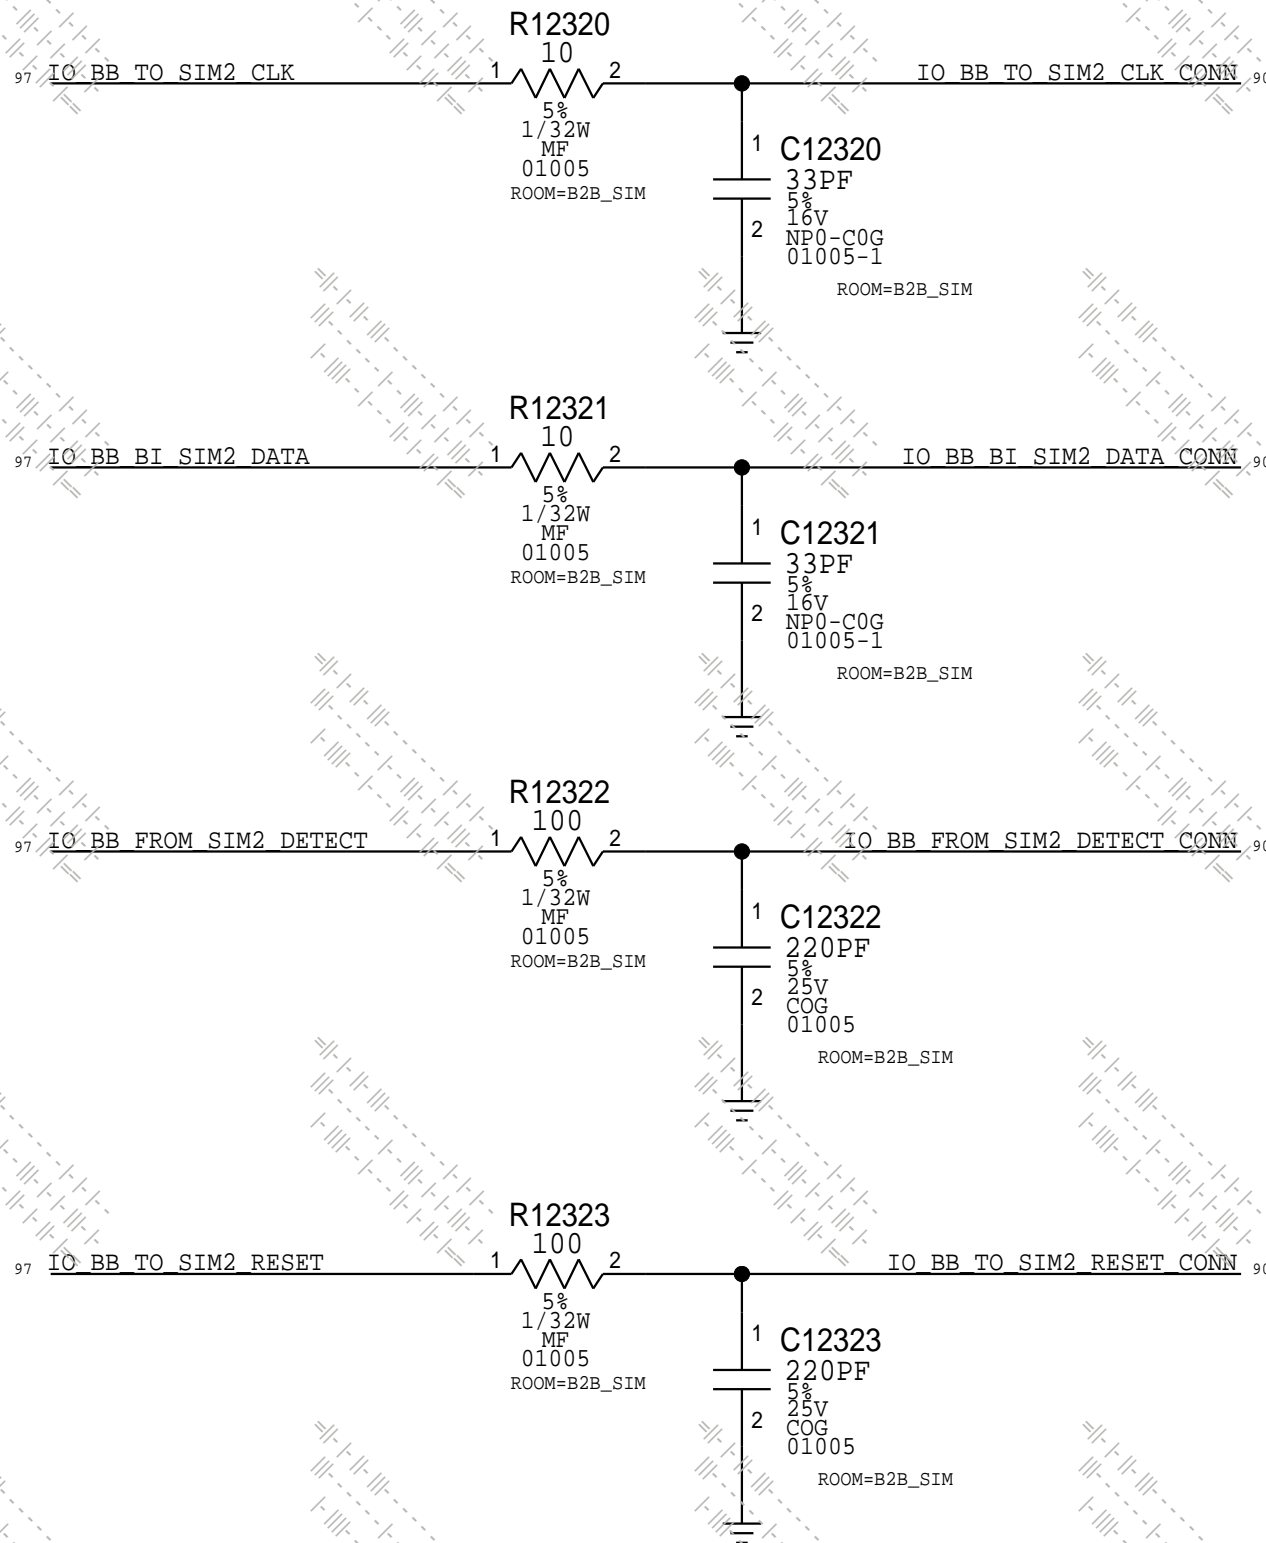 R12320
10
97 IO_BB_TO_SIM2_CLK 1 2 IO_BB_TO_SIM2_CLK_CONN 90
5%
1/32W
MF
01005
ROOM=B2B_SIM
1 C12320
33PF
5%
16V
2 NP0-C0G
01005-1
ROOM=B2B_SIM
R12321
10
97 IO_BB_BI_SIM2_DATA 1 2 IO_BB_BI_SIM2_DATA_CONN 90
5%
1/32W
MF
01005
ROOM=B2B_SIM
1 C12321
33PF
5%
16V
2 NP0-C0G
01005-1
ROOM=B2B_SIM
R12322
100
97 IO_BB_FROM_SIM2_DETECT 1 2 IO_BB_FROM_SIM2_DETECT_CONN 90
5%
1/32W
MF
01005
ROOM=B2B_SIM
1 C12322
220PF
5%
25V
2 COG
01005
ROOM=B2B_SIM
R12323
100
97 IO_BB_TO_SIM2_RESET 1 2 IO_BB_TO_SIM2_RESET_CONN 90
5%
1/32W
MF
01005
ROOM=B2B_SIM
1 C12323
220PF
5%
25V
2 COG
01005
ROOM=B2B_SIM